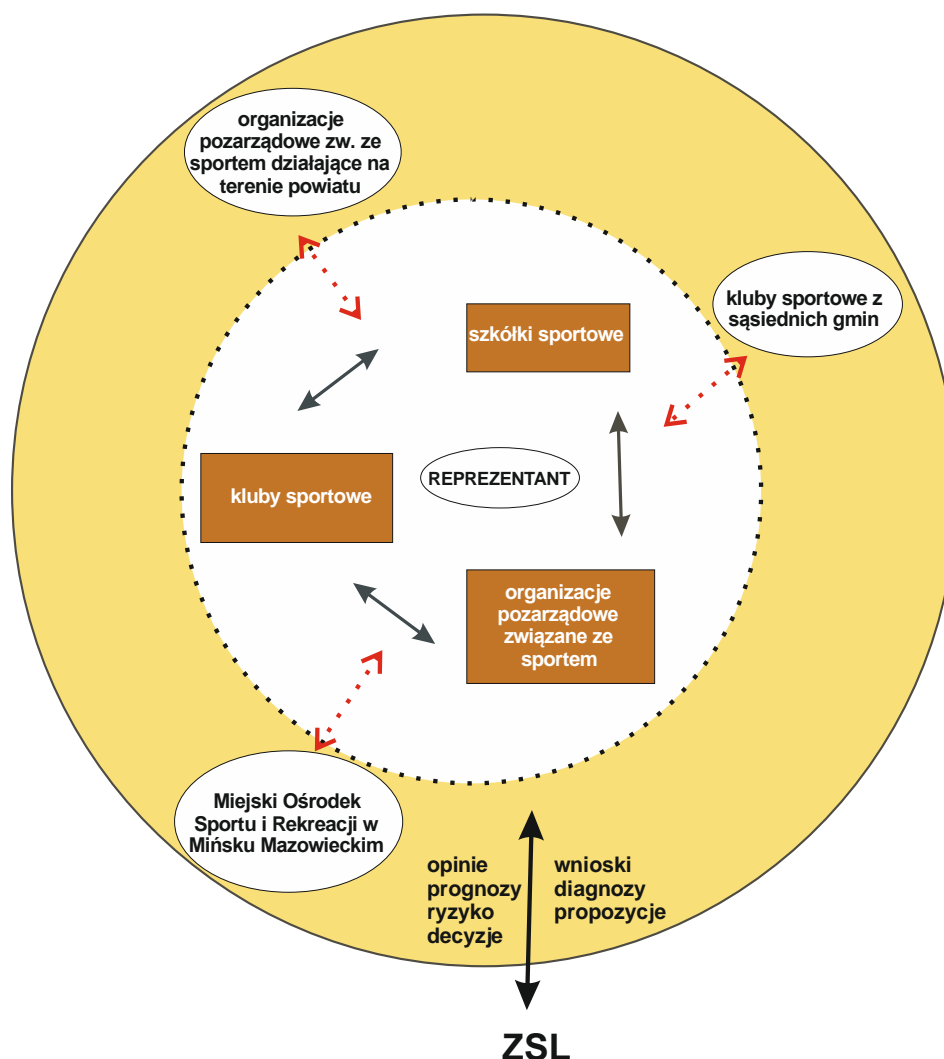 organizacje
pozarządowe zw. ze
sportem działające na
terenie powiatu
kluby sportowe z
sąsiednich gmin
szkółki sportowe
kluby sportowe
REPREZENTANT
organizacje
pozarządowe
związane ze
sportem
Miejski Ośrodek
Sportu i Rekreacji w
Mińsku Mazowieckim
opinie
prognozy
ryzyko
decyzje
wnioski
diagnozy
propozycje
ZSL